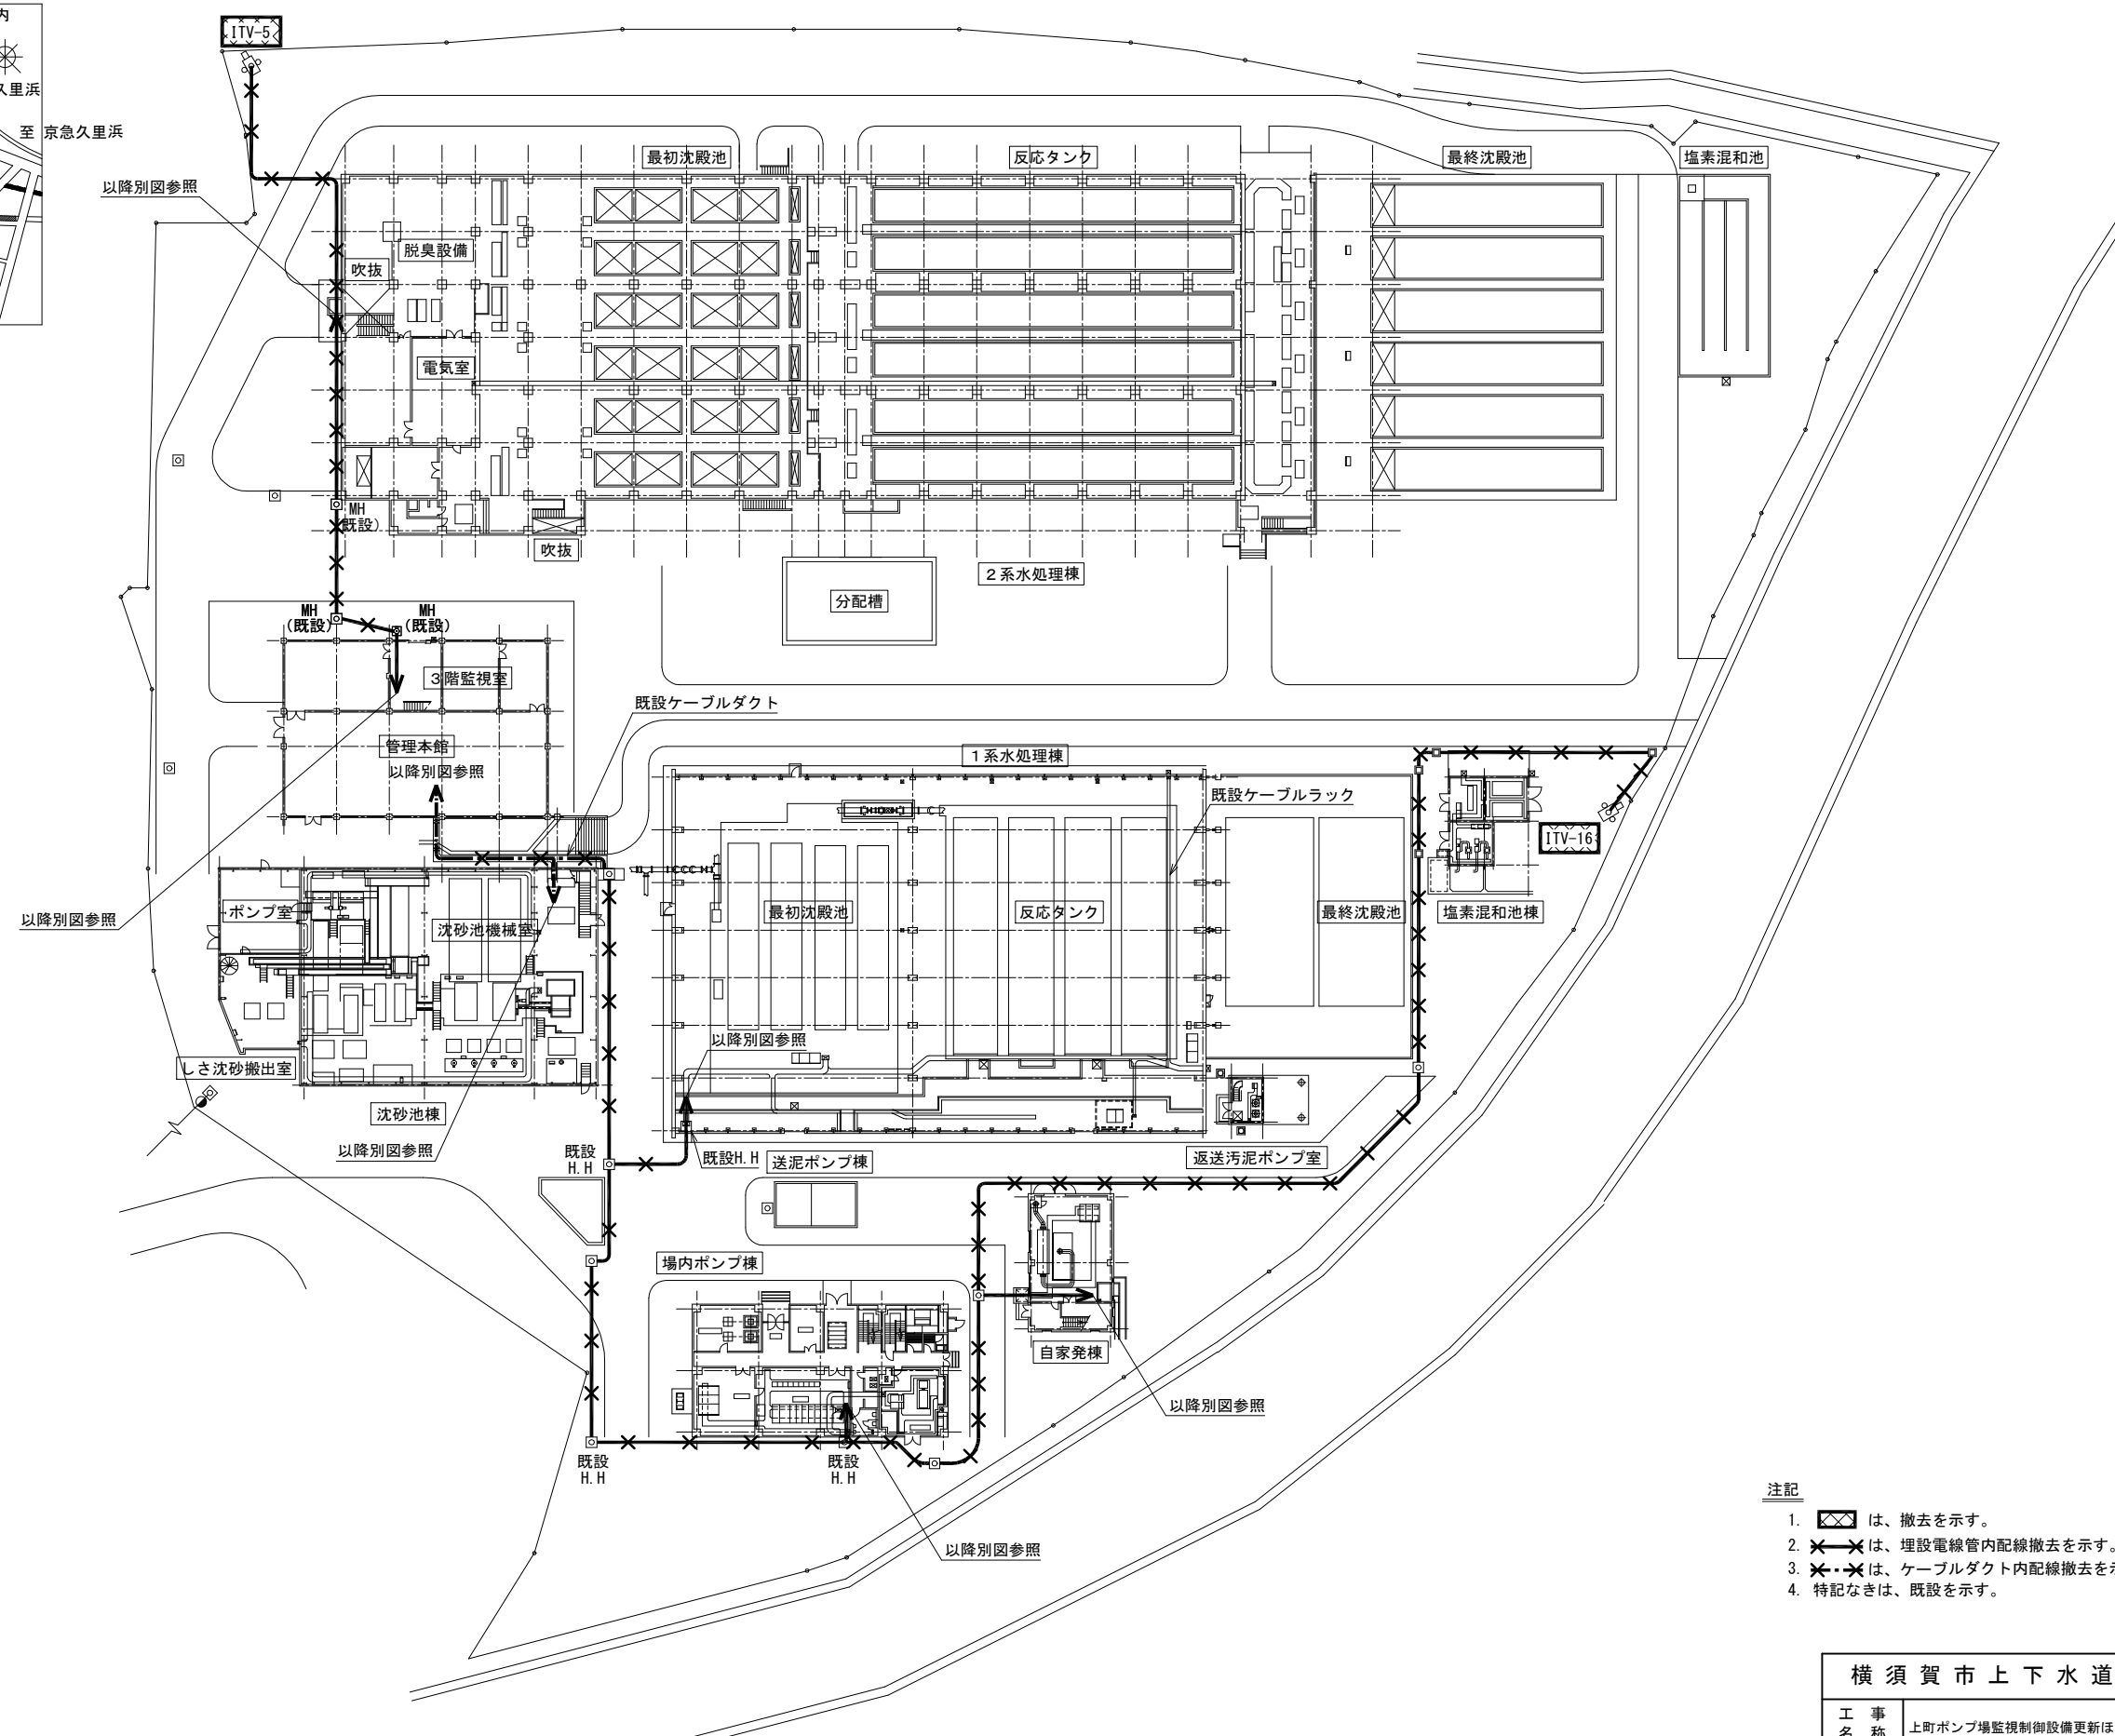 内
久里浜
至 京急久里浜
ITV-5
以降別図参照
最初沈殿池
反応タンク
最終沈殿池
塩素混和池
脱臭設備
吹抜
電気室
MH
(既設)
吹抜
2系水処理棟
分配槽
MH
(既設)
MH
(既設)
3階監視室
既設ケーブルダクト
管理本館
以降別図参照
1系水処理棟
既設ケーブルラック
ITV-16
以降別図参照
ポンプ室
沈砂池機械室
最初沈殿池
反応タンク
最終沈殿池
塩素混和池棟
以降別図参照
しさ沈砂搬出室
沈砂池棟
以降別図参照
既設
H.H
既設H.H
送泥ポンプ棟
返送汚泥ポンプ室
場内ポンプ棟
自家発棟
以降別図参照
既設
H.H
既設
H.H
以降別図参照
注記
1. は、撤去を示す。
2. は、埋設電線管内配線撤去を示す。
3. は、ケーブルダクト内配線撤去を
4. 特記なきは、既設を示す。
横須賀市上下水道
工事
名称
上町ポンプ場監視制御設備更新ほ